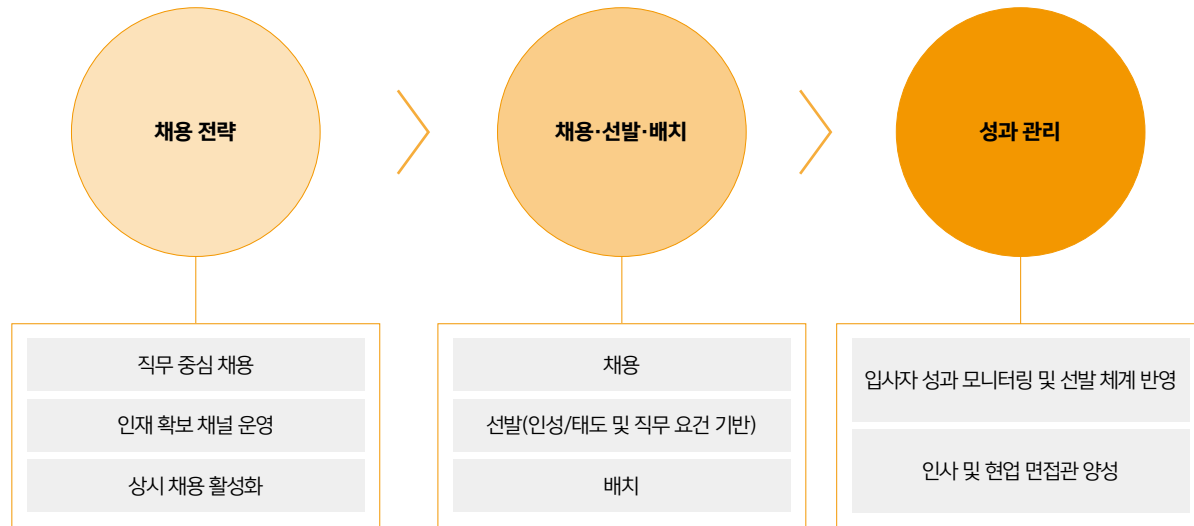 채용 전략
채용·선발·배치
성과 관리
직무 중심 채용
인재 확보 채널 운영
상시 채용 활성화
채용
선발(인성/태도 및 직무 요건 기반)
배치
입사자 성과 모니터링 및 선발 체계 반영
인사 및 현업 면접관 양성